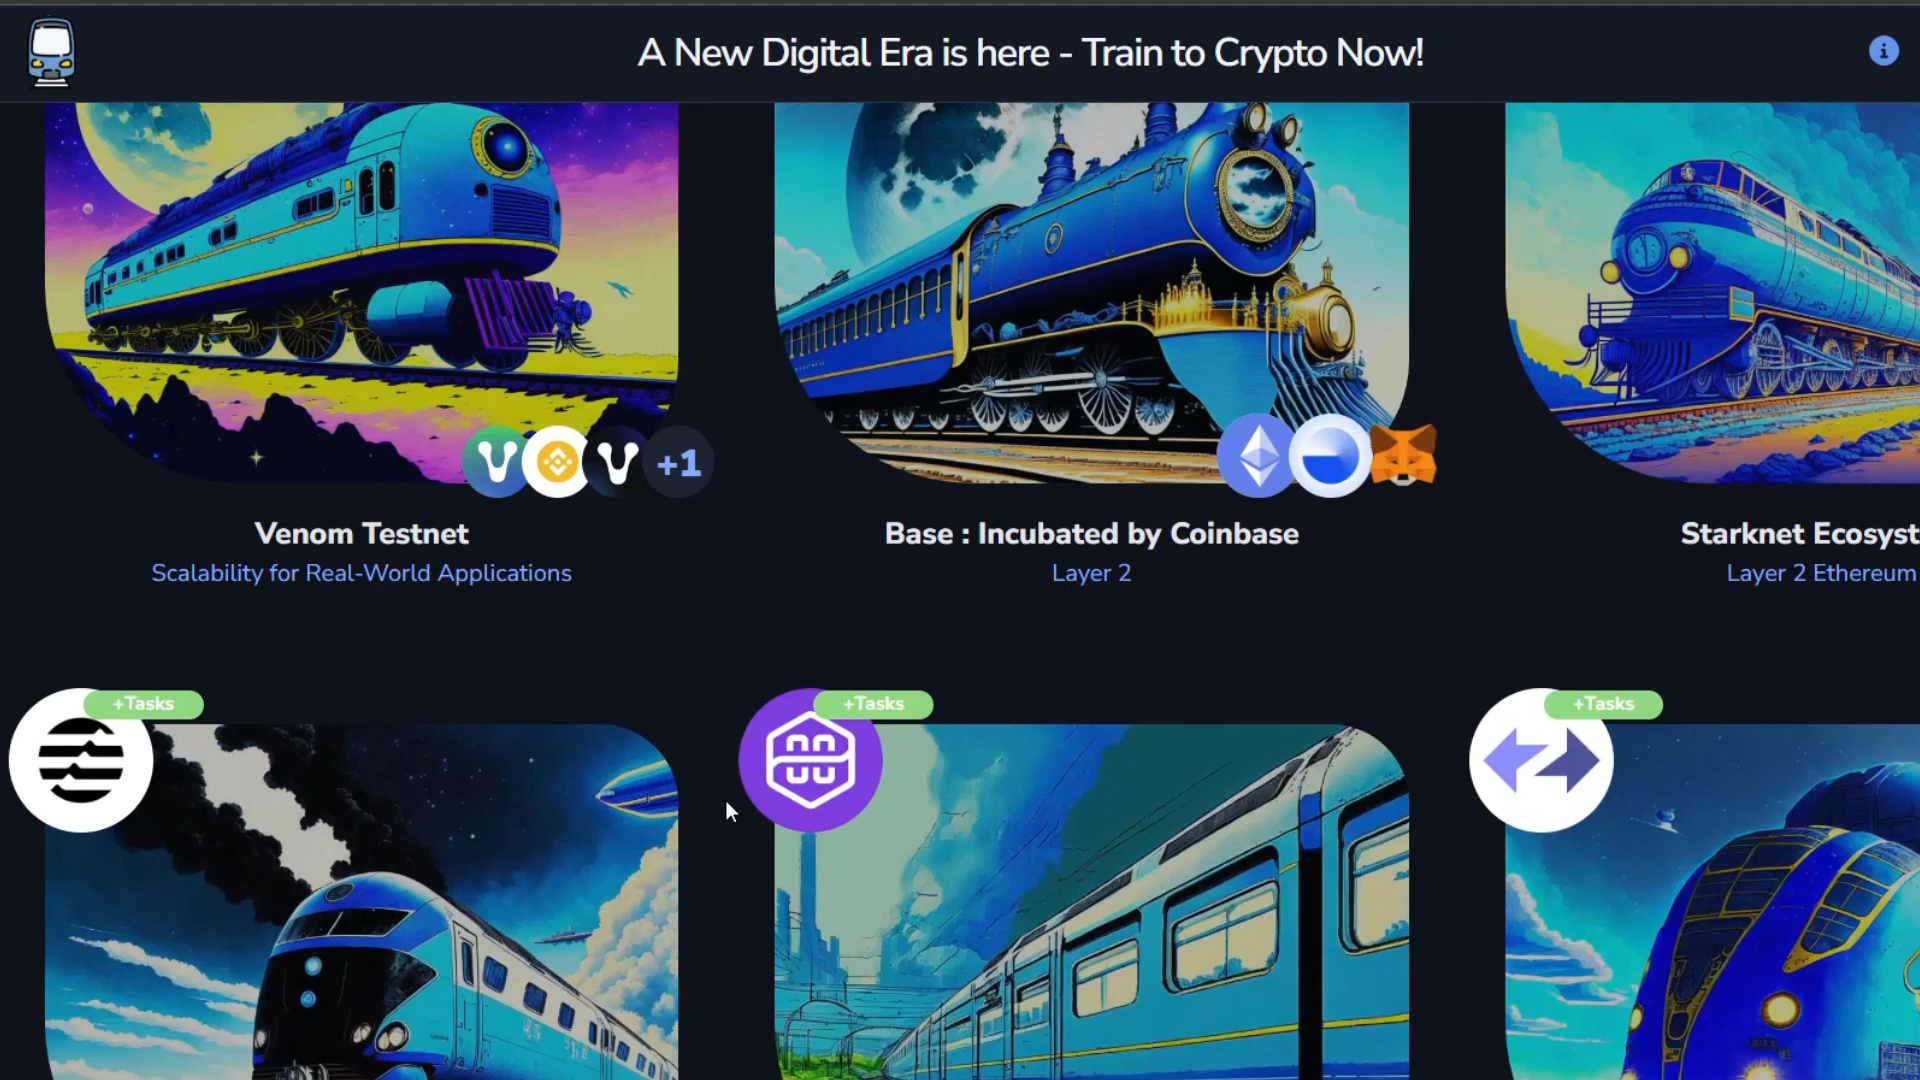 A New Digital Era is here - Train to Crypto Now!
+1
Venom Testnet
Scalability for Real-World Applications
Base : Incubated by Coinbase
Layer 2
Starknet Ecosyst
Layer 2 Ethereum
+Tasks
+Tasks
+Tasks